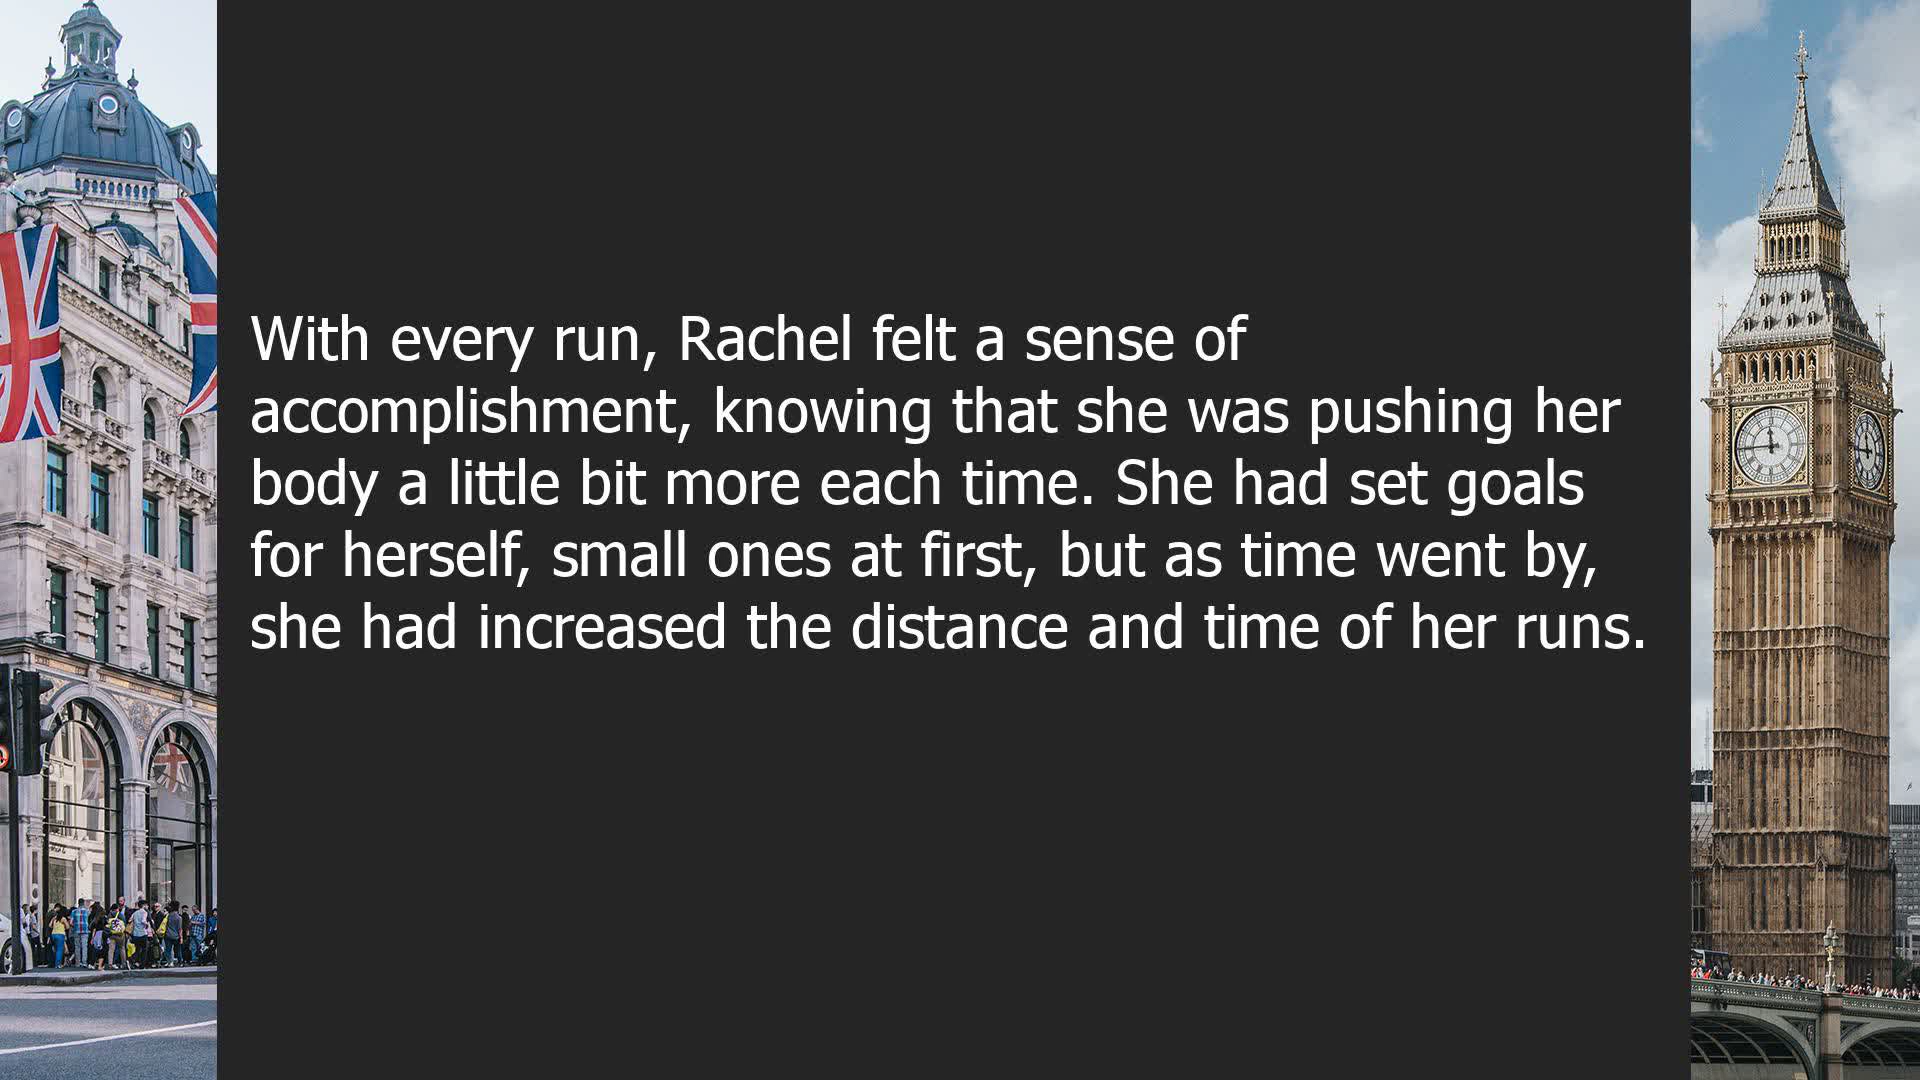 With every run, Rachel felt a sense of
accomplishment, knowing that she was pushing her
body a little bit more each time. She had set goals
for herself, small ones at first, but as time went by,
she had increased the distance and time of her runs.